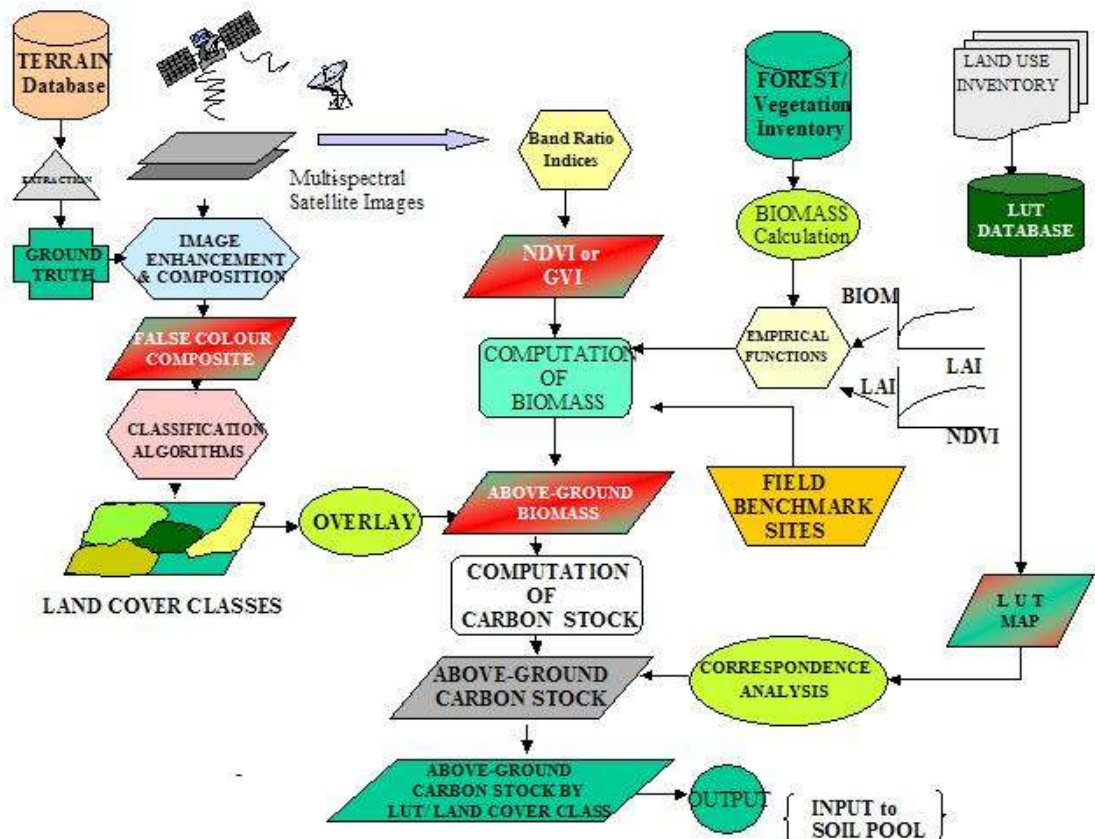 TERRAIN
Database
EXTRACTION
GROUND
TRUTH
Multispectral
Satellite Images
IMAGE
ENHANCEMENT
& COMPOSITION
FALSE COLOUR
COMPOSITE
CLASSIFICATION
ALGORITHMS
LAND COVER CLASSES
OVERLAY
Band Ratio
Indices
NDVI or
GVI
COMPUTATION
OF
BIOMASS
ABOVE-GROUND
BIOMASS
COMPUTATION
OF
CARBON STOCK
ABOVE-GROUND
CARBON STOCK
ABOVE-GROUND
CARBON STOCK BY
LUT/ LAND COVER CLASS
OUTPUT
{ INPUT to }
SOIL POOL
FOREST/
Vegetation
Inventory
BIOMASS
Calculation
EMPIRICAL
FUNCTIONS
BIOM
LAI
LAI
NDVI
FIELD
BENCHMARK
SITES
LAND USE
INVENTORY
LUT
DATABASE
L U T
MAP
CORRESPONDENCE
ANALYSIS